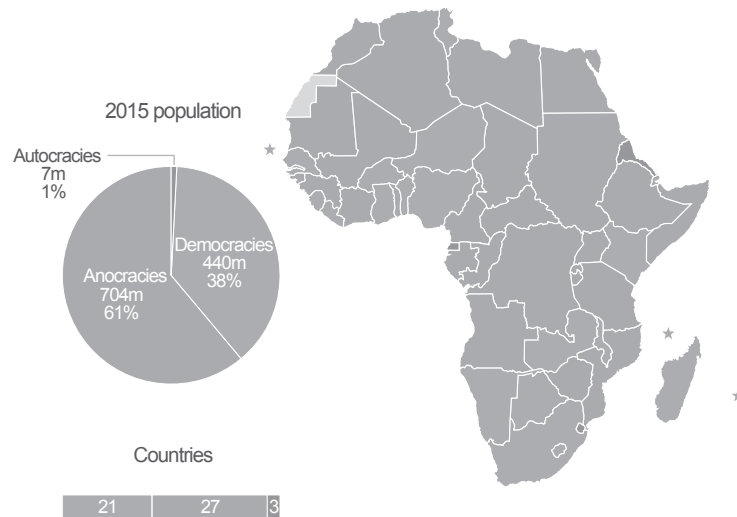 2015 population
Autocracies
7m
1%
Democracies
440m
38%
Anocracies
704m
61%
Countries
21 27 3